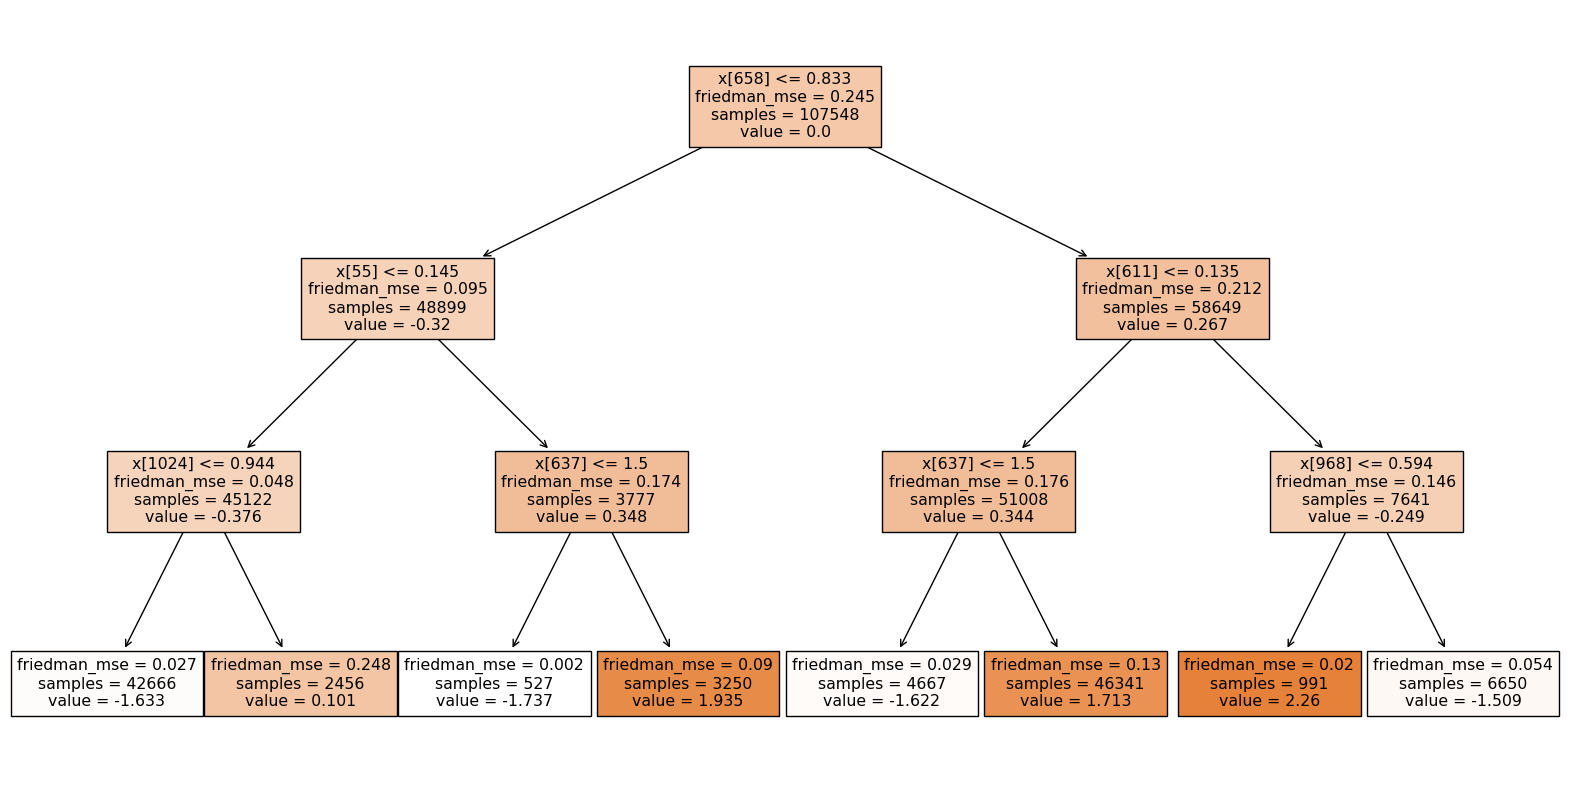 x[658] <= 0.833
friedman_mse = 0.245
samples = 107548
value = 0.0
x[55] <= 0.145
friedman_mse = 0.095
samples = 48899
value = -0.32
x[611] <= 0.135
friedman_mse = 0.212
samples = 58649
value = 0.267
x[1024] <= 0.944
friedman_mse = 0.048
samples = 45122
value = -0.376
x[637] <= 1.5
friedman_mse = 0.174
samples = 3777
value = 0.348
x[637] <= 1.5
friedman_mse = 0.176
samples = 51008
value = 0.344
x[968] <= 0.594
friedman_mse = 0.146
samples = 7641
value = -0.249
friedman_mse = 0.027
samples = 42666
value = -1.633
friedman_mse = 0.248
samples = 2456
value = 0.101
friedman_mse = 0.002
samples = 527
value = -1.737
friedman_mse = 0.09
samples = 3250
value = 1.935
friedman_mse = 0.029
samples = 4667
value = -1.622
friedman_mse = 0.13
samples = 46341
value = 1.713
friedman_mse = 0.02
samples = 991
value = 2.26
friedman_mse = 0.054
samples = 6650
value = -1.509